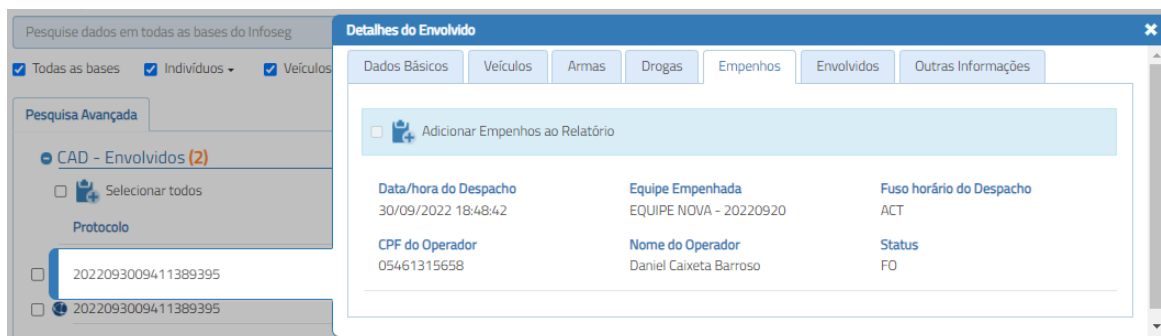 Pesquise dados em todas as bases do Infoseg
Todas as bases
Indivíduos
Veículos
Pesquisa Avançada
CAD - Envolvidos (2)
Selecionar todos
Protocolo
2022093009411389395
2022093009411389395
Detalhes do Envolvido
Dados Básicos
Veículos
Armas
Drogas
Empenhos
Envolvidos
Outras Informações
Adicionar Empenhos ao Relatório
Data/hora do Despacho
30/09/2022 18:48:42
Equipe Empenhada
EQUIPE NOVA - 20220920
Fuso horário do Despacho
ACT
CPF do Operador
05461315658
Nome do Operador
Daniel Caixeta Barroso
Status
FO